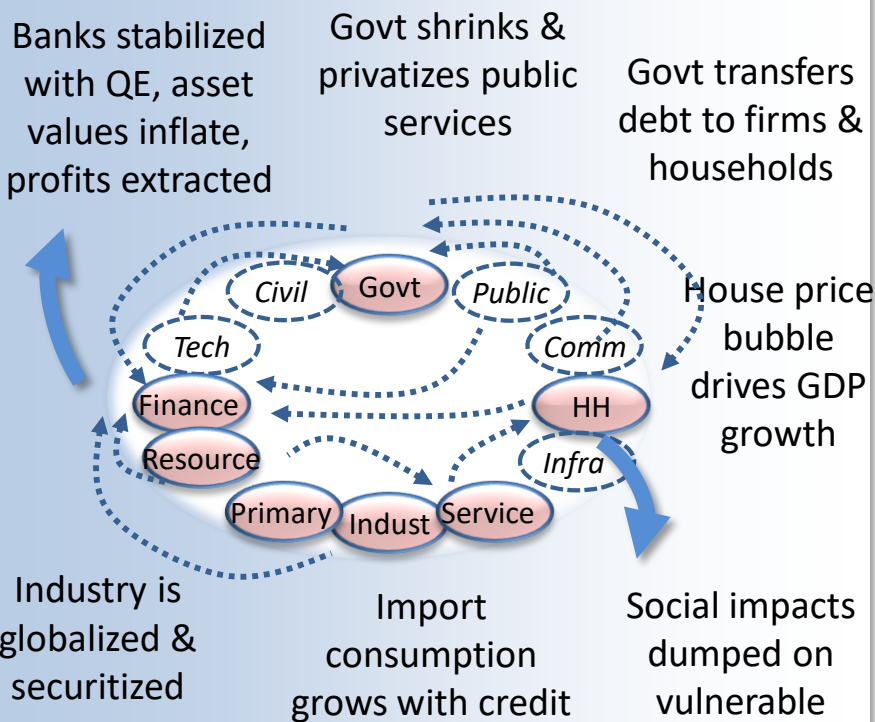 Banks stabilized
with QE, asset
values inflate,
profits extracted
Govt shrinks &
privatizes public
services
Govt transfers
debt to firms &
households
Civil
Govt
Public
Tech
Comm
Finance
HH
Resource
Infra
Primary
Indust
Service
House price
bubble
drives GDP
growth
Industry is
globalized &
securitized
Import
consumption
grows with credit
Social impacts
dumped on
vulnerable